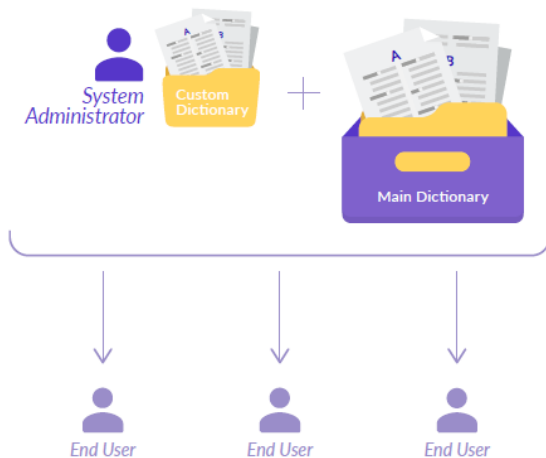 A
B
System
Administrator
Custom
Dictionary
A
B
Main Dictionary
End User
End User
End User